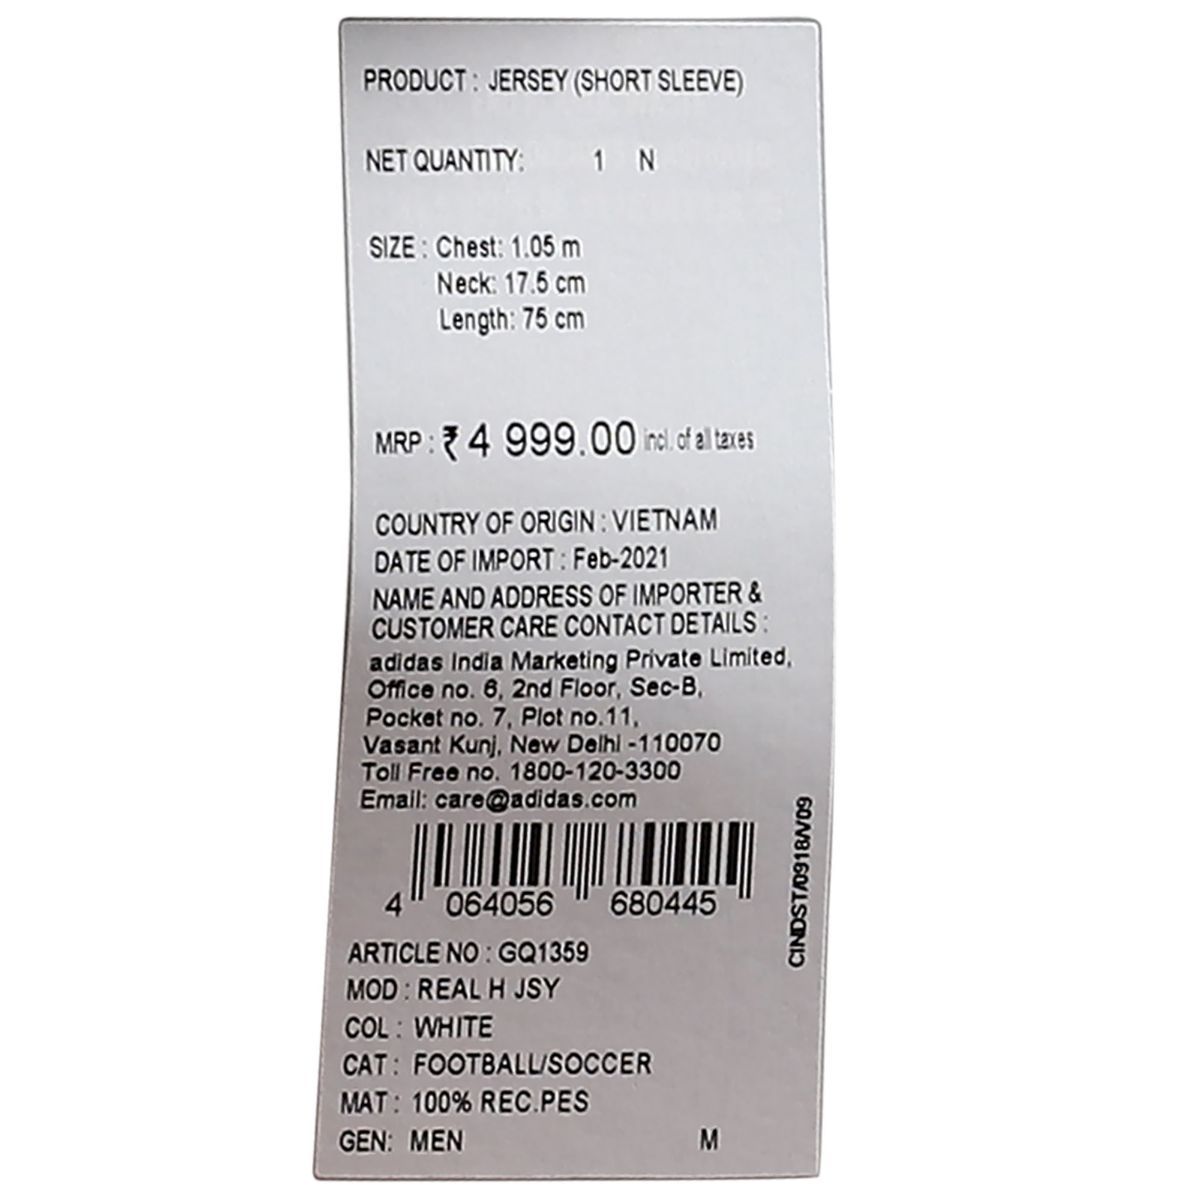 PRODUCT : JERSEY (SHORT SLEEVE)
NET QUANTITY: 1 N
SIZE : Chest: 1.05 m
Neck: 17.5 cm
Length: 75 cm
MRP : ₹ 4 999.00 incl. of all taxes
COUNTRY OF ORIGIN : VIETNAM
DATE OF IMPORT : Feb-2021
NAME AND ADDRESS OF IMPORTER &
CUSTOMER CARE CONTACT DETAILS :
adidas India Marketing Private Limited,
Office no. 6, 2nd Floor, Sec-B,
Pocket no. 7, Plot no.11,
Vasant Kunj, New Delhi -110070
Toll Free no. 1800-120-3300
Email: care@adidas.com
4 064056 680445
CINDST/0918/V09
ARTICLE NO : GQ1359
MOD : REAL H JSY
COL : WHITE
CAT : FOOTBALL/SOCCER
MAT : 100% REC.PES
GEN: MEN M